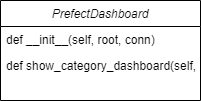 PrefectDashboard
def __init__(self, root, conn)
def show_category_dashboard(self,